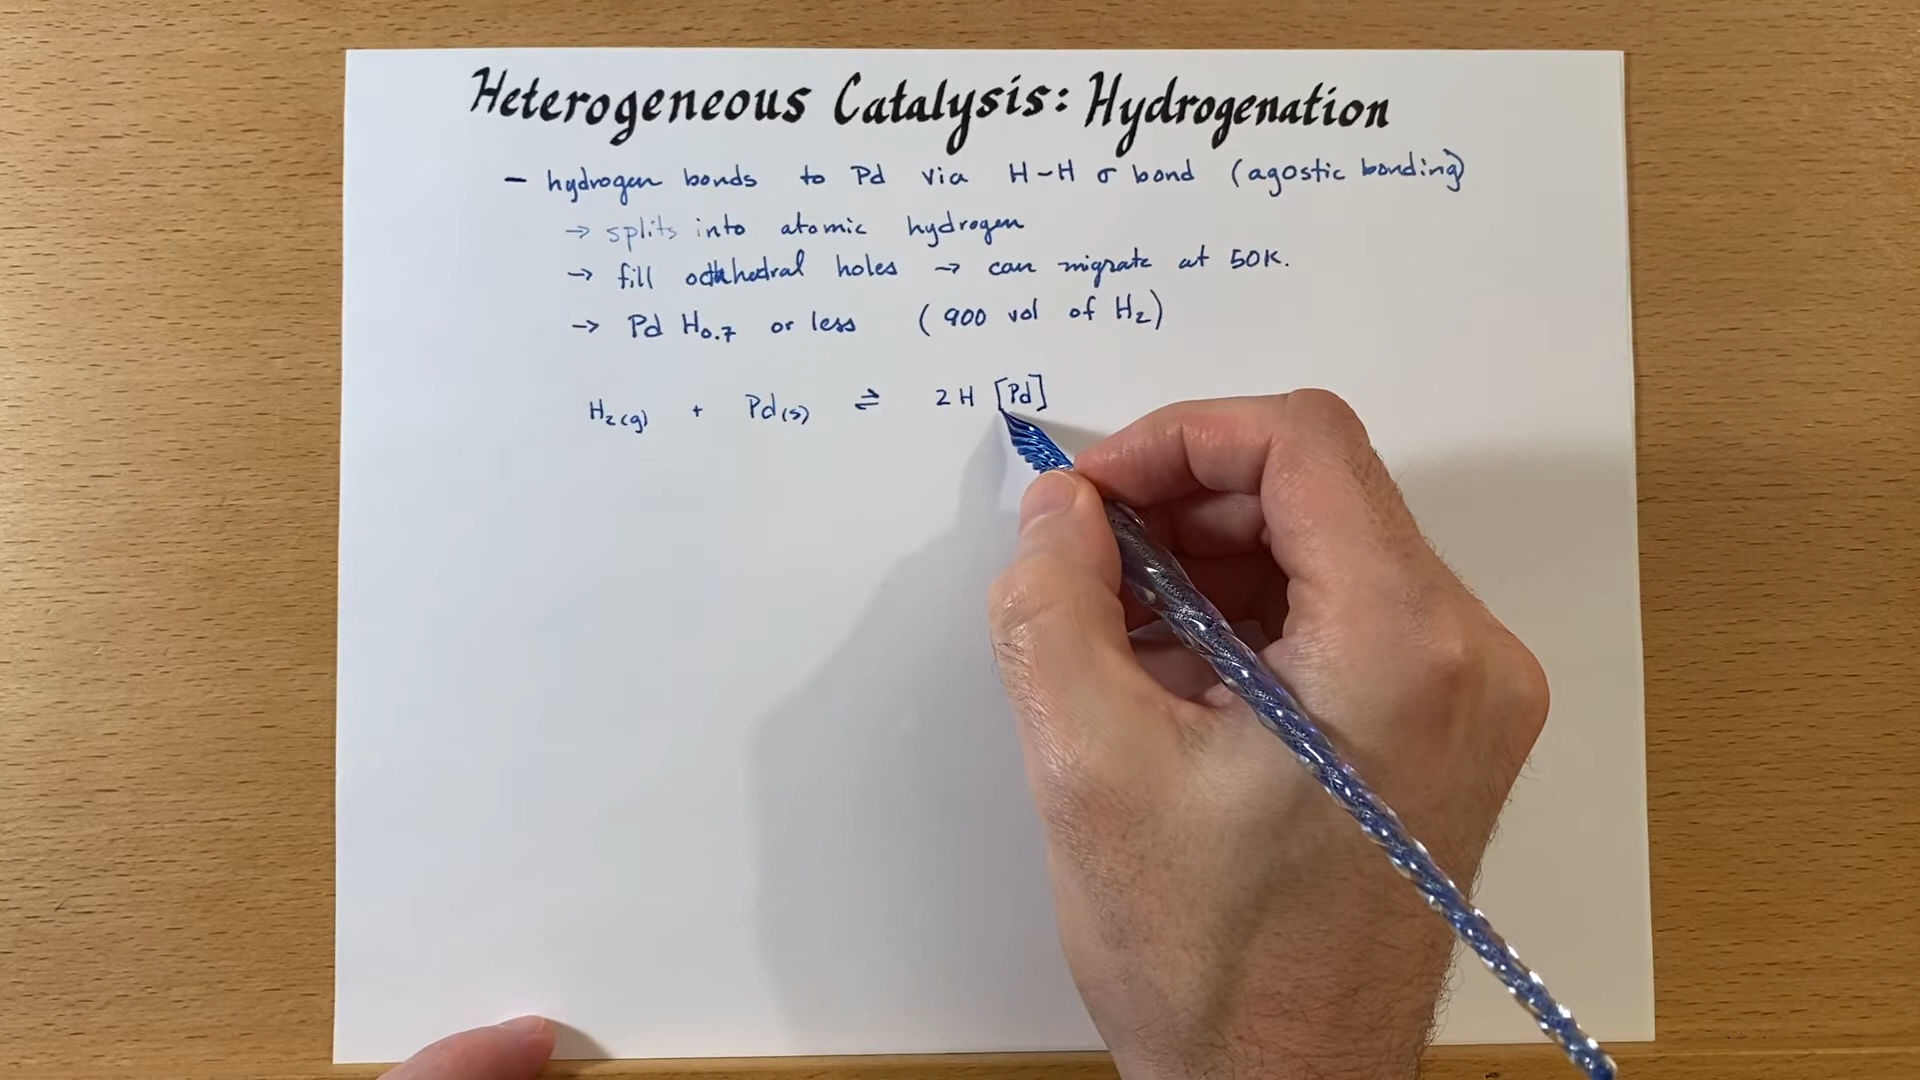 Heterogeneous Catalysis: Hydrogenation
- hydrogen bonds to Pd via H-H σ bond (agostic bonding)
→ splits into atomic hydrogen
→ fill octahedral holes → can migrate at 50K.
→ Pd H0.7 or less (900 vol of H2)
H2(g) + Pd(s) ⇌ 2H [Pd]